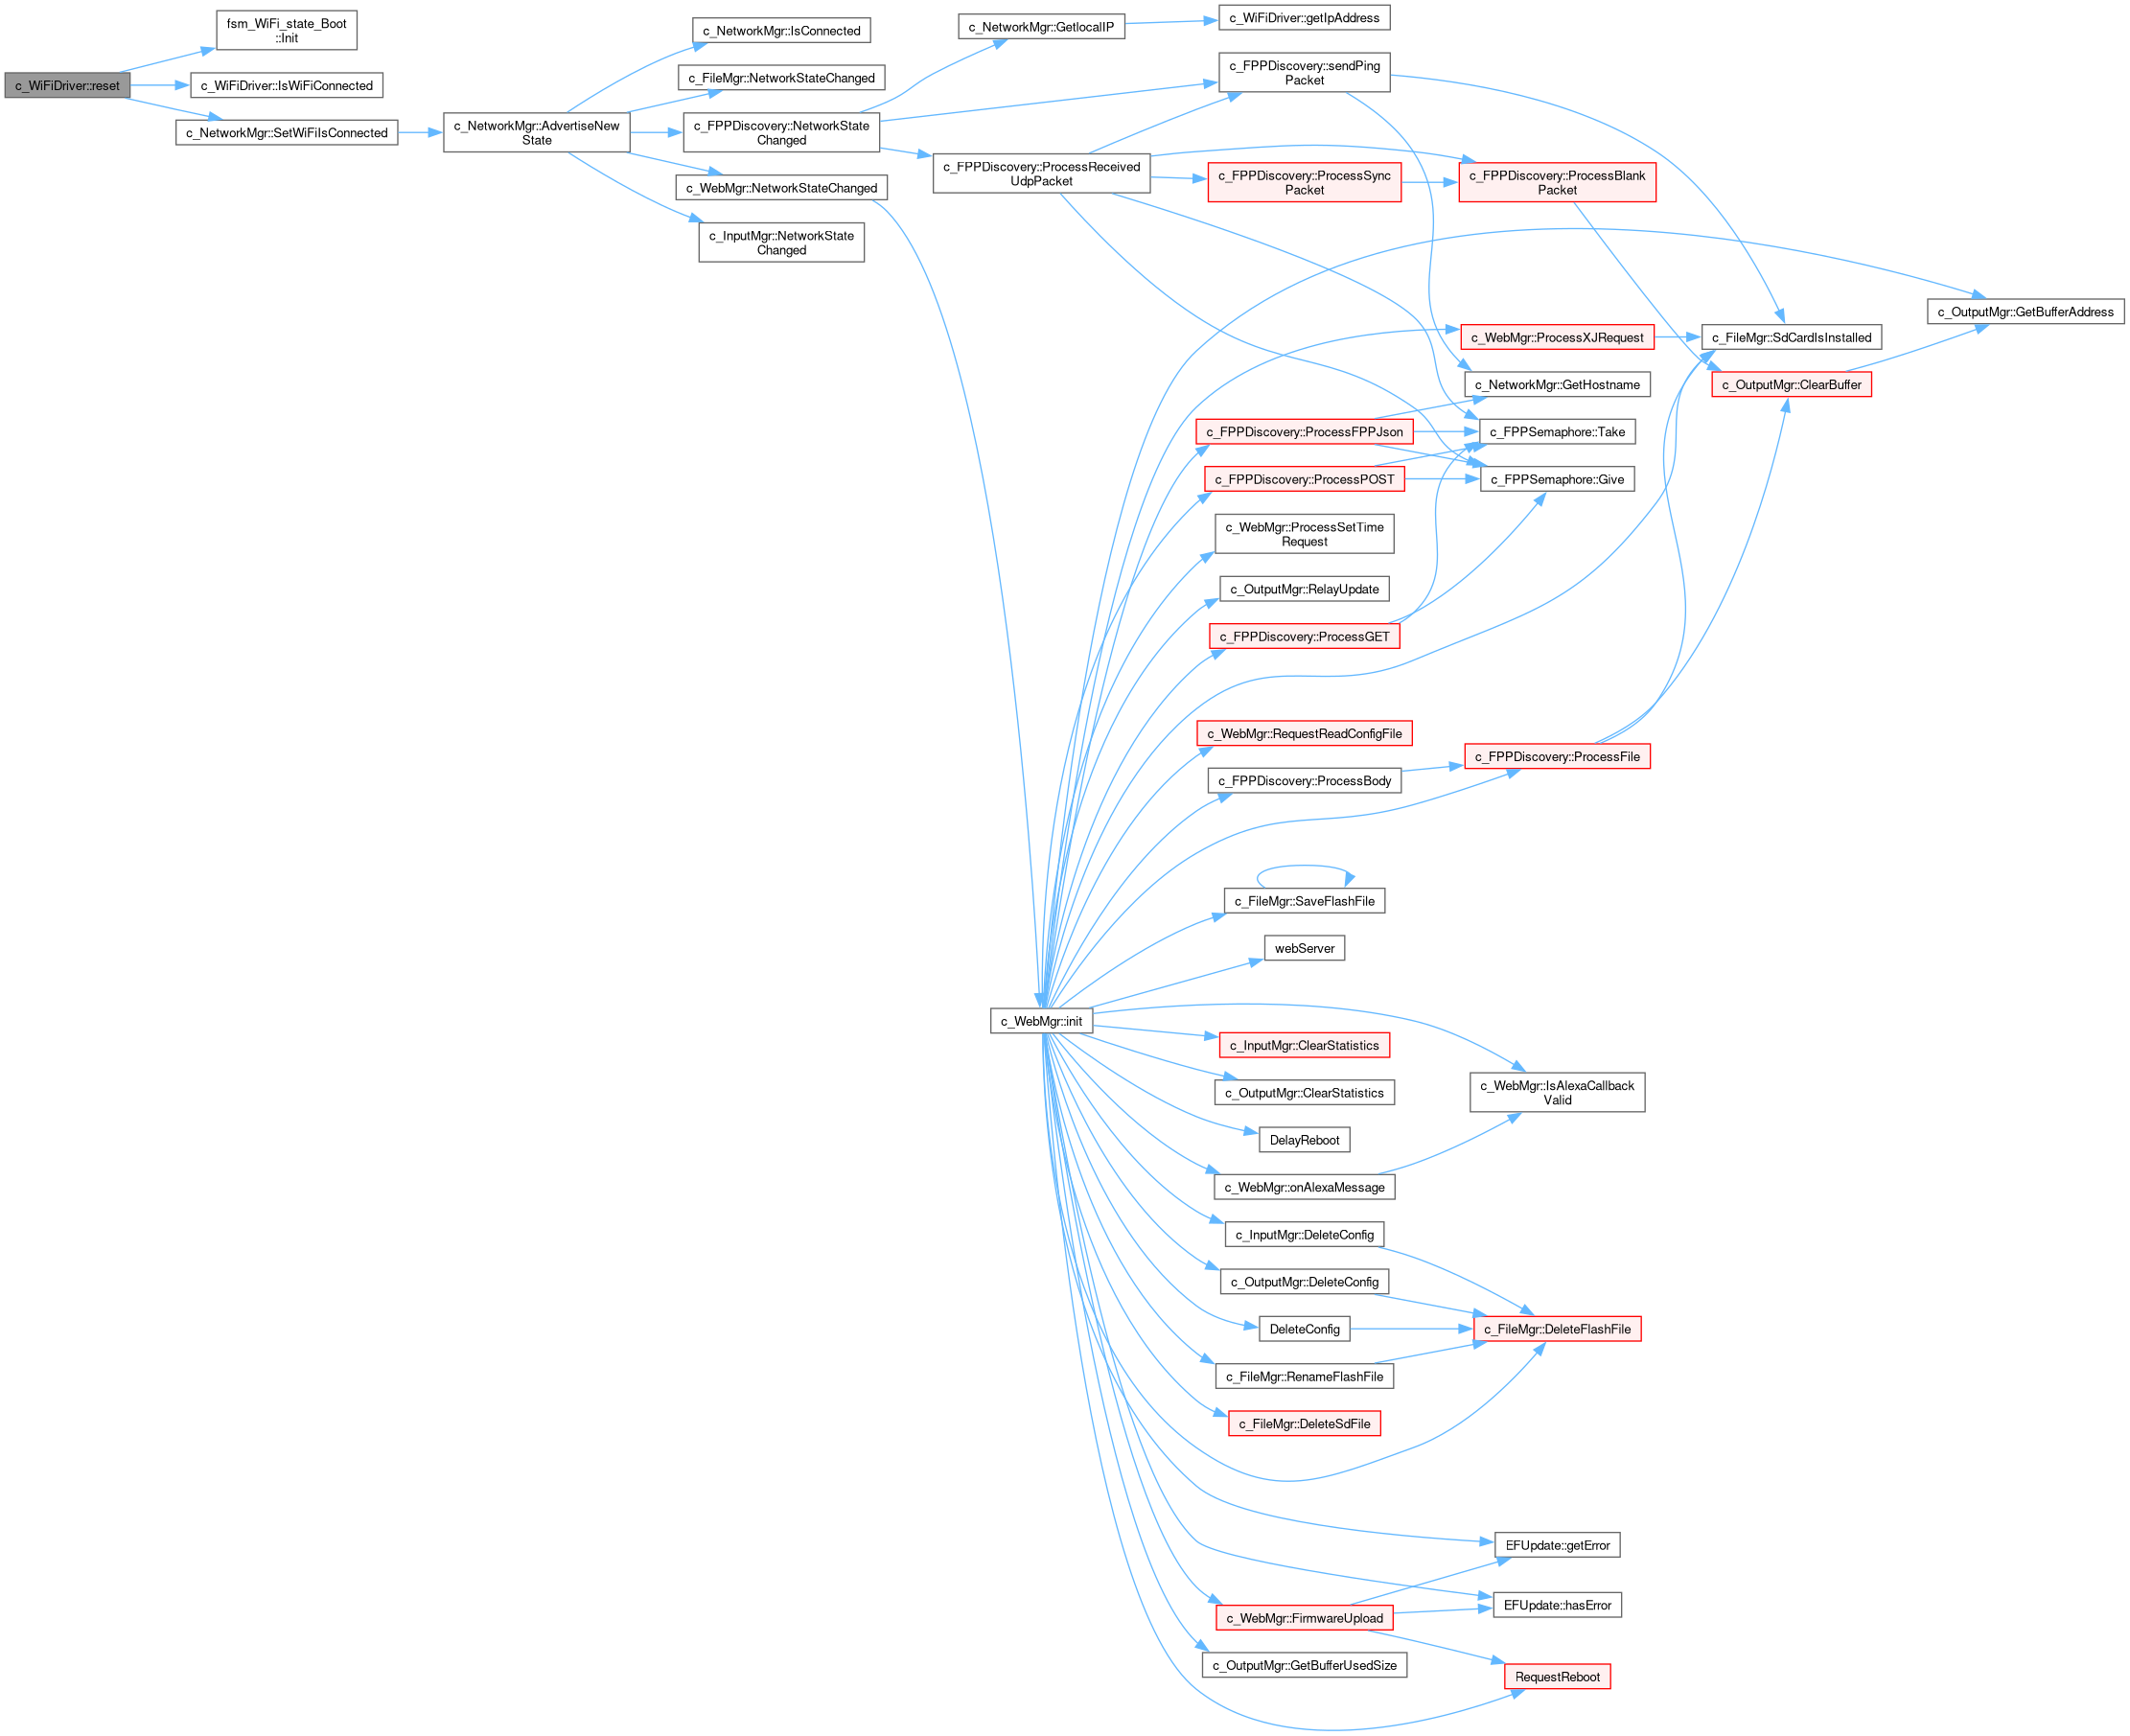 fsm_WiFi_state_Boot
::Init
c_WiFiDriver::reset
c_WiFiDriver::IsWiFiConnected
c_NetworkMgr::SetWiFiIsConnected
c_NetworkMgr::AdvertiseNew
State
c_NetworkMgr::IsConnected
c_FileMgr::NetworkStateChanged
c_FPPDiscovery::NetworkState
Changed
c_WebMgr::NetworkStateChanged
c_InputMgr::NetworkState
Changed
c_NetworkMgr::GetlocalIP
c_FPPDiscovery::ProcessReceived
UdpPacket
c_WebMgr::init
c_WiFiDriver::getIpAddress
c_FPPDiscovery::sendPing
Packet
c_FPPDiscovery::ProcessSync
Packet
c_FPPDiscovery::ProcessFPPJson
c_FPPDiscovery::ProcessPOST
c_WebMgr::ProcessSetTime
Request
c_OutputMgr::RelayUpdate
c_FPPDiscovery::ProcessGET
c_WebMgr::RequestReadConfigFile
c_FPPDiscovery::ProcessBody
c_FileMgr::SaveFlashFile
webServer
c_InputMgr::ClearStatistics
c_OutputMgr::ClearStatistics
DelayReboot
c_WebMgr::onAlexaMessage
c_InputMgr::DeleteConfig
c_OutputMgr::DeleteConfig
DeleteConfig
c_FileMgr::RenameFlashFile
c_FileMgr::DeleteSdFile
c_WebMgr::FirmwareUpload
c_OutputMgr::GetBufferUsedSize
c_FPPDiscovery::ProcessBlank
Packet
c_WebMgr::ProcessXJRequest
c_NetworkMgr::GetHostname
c_FPPSemaphore::Take
c_FPPSemaphore::Give
c_FPPDiscovery::ProcessFile
c_WebMgr::IsAlexaCallback
Valid
c_FileMgr::DeleteFlashFile
EFUpdate::getError
EFUpdate::hasError
RequestReboot
c_FileMgr::SdCardIsInstalled
c_OutputMgr::ClearBuffer
c_OutputMgr::GetBufferAddress